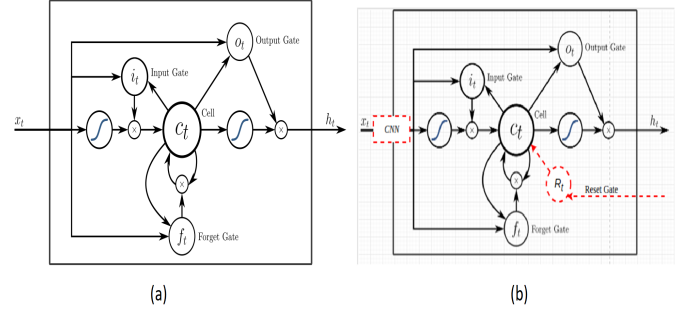 x_t
i_t
Input Gate
o_t
Output Gate
Cell
c_t
h_t
×
×
×
f_t
Forget Gate
(a)
x_t
CNN
i_t
Input Gate
o_t
Output Gate
Cell
c_t
h_t
×
×
×
R_t
Reset Gate
f_t
Forget Gate
(b)